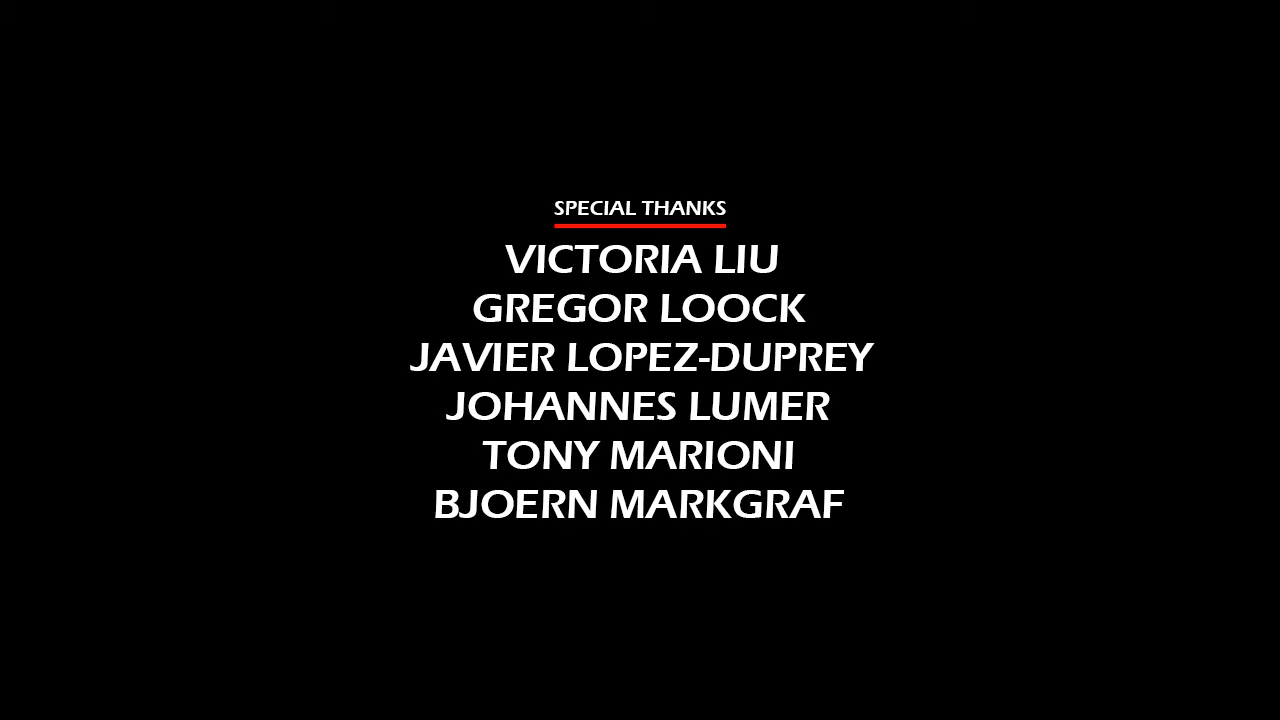 SPECIAL THANKS
VICTORIA LIU
GREGOR LOOCK
JAVIER LOPEZ-DUPREY
JOHANNES LUMER
TONY MARIONI
BJOERN MARKGRAF